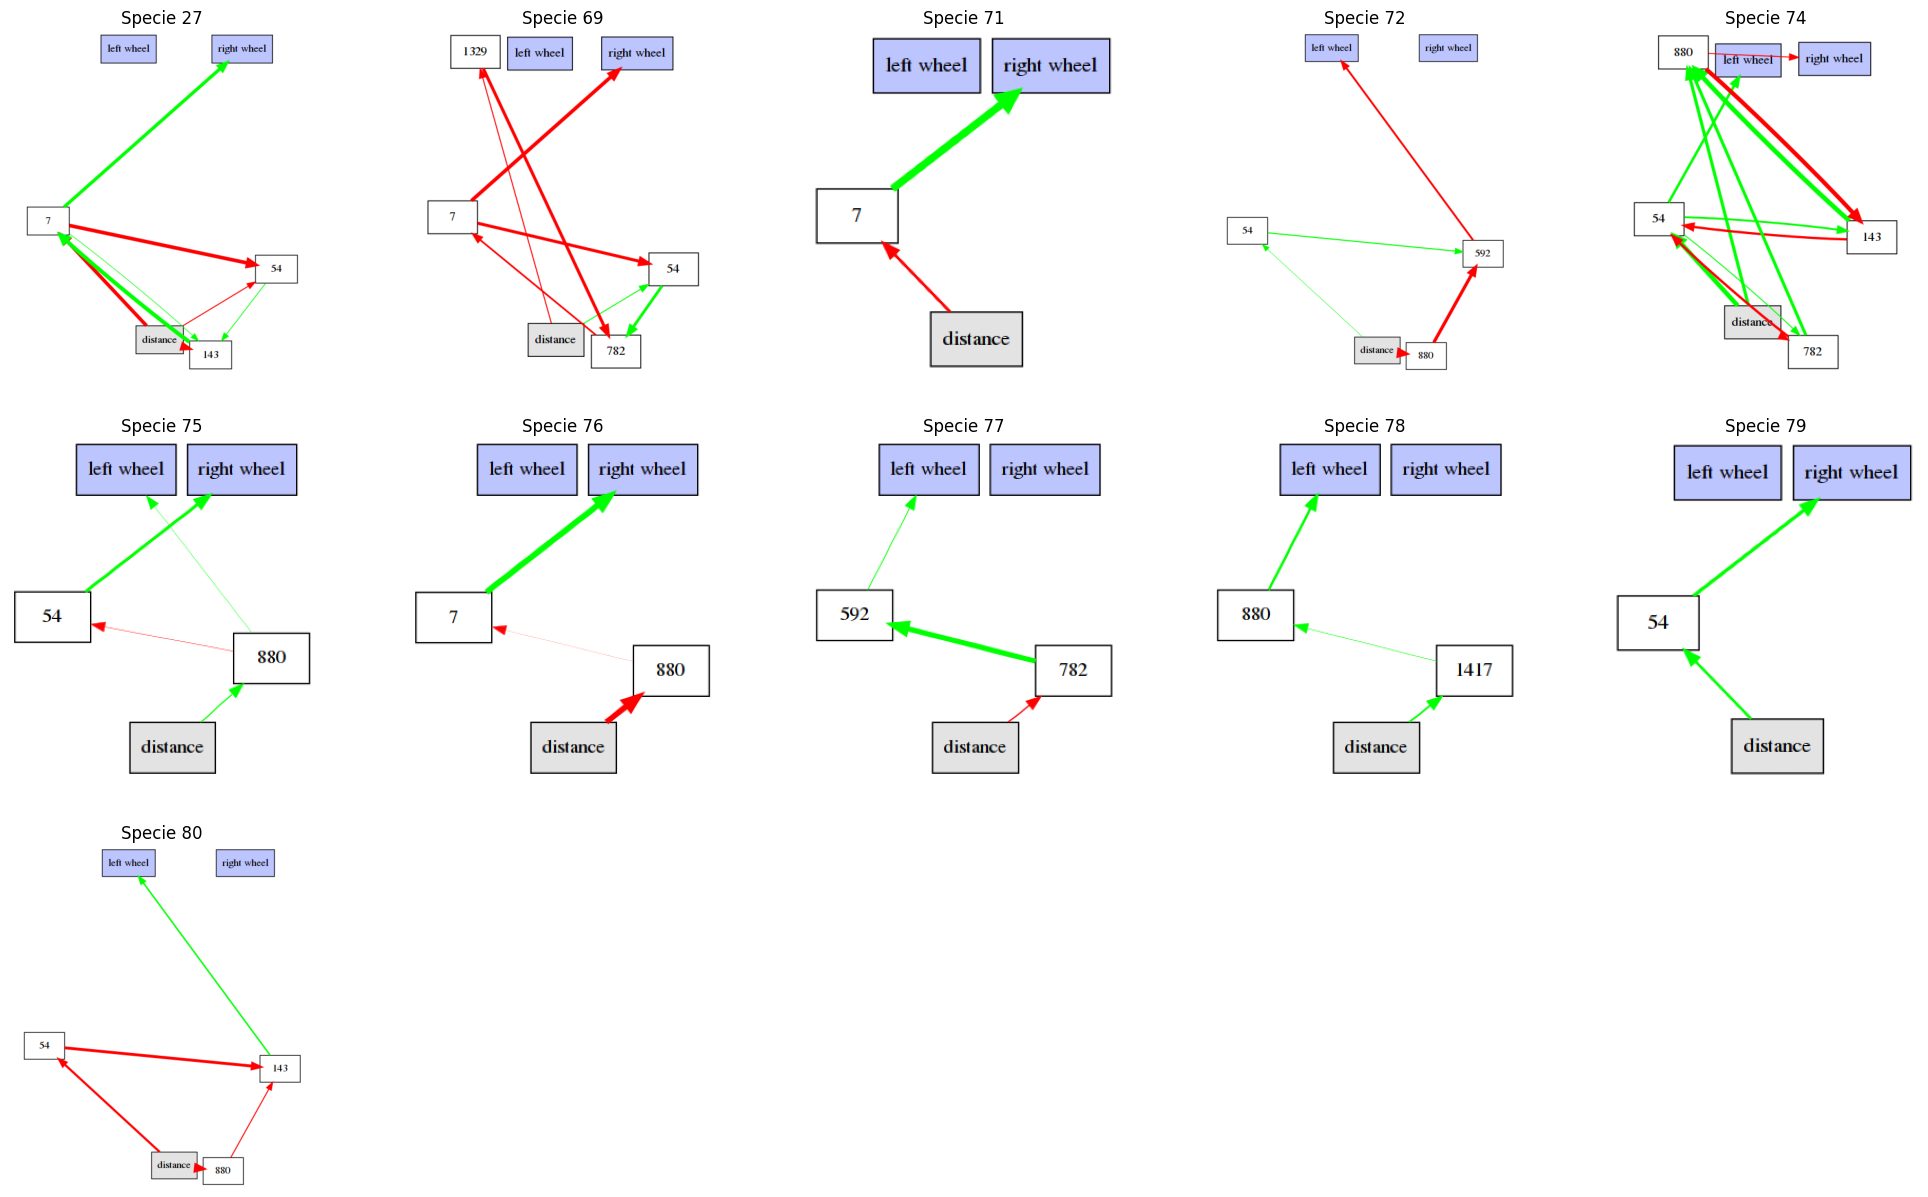 Specie 27
left wheel
right wheel
7
54
distance
143
Specie 69
1329
left wheel
right wheel
7
54
distance
782
Specie 71
left wheel
right wheel
7
distance
Specie 72
left wheel
right wheel
54
592
distance
880
Specie 74
880
left wheel
right wheel
54
143
distance
782
Specie 75
left wheel
right wheel
54
880
distance
Specie 76
left wheel
right wheel
7
880
distance
Specie 77
left wheel
right wheel
592
782
distance
Specie 78
left wheel
right wheel
880
1417
distance
Specie 79
left wheel
right wheel
54
distance
Specie 80
left wheel
right wheel
54
143
distance
880